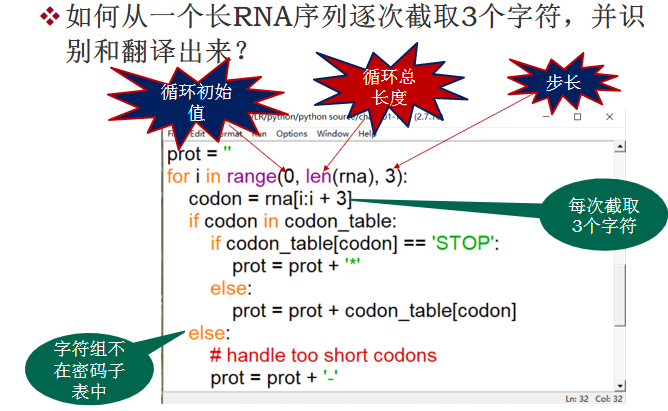 如何从一个长RNA序列逐次截取3个字符，并识
别和翻译出来？
循环初始
值
循环总
长度
步长
Options Window
prot = ''
for i in range(0, len(rna), 3):
codon = rna[i:i + 3]
每次截取
3个字符
if codon in codon_table:
if codon_table[codon] == 'STOP':
prot = prot + '*'
else:
prot = prot + codon_table[codon]
字符组不
在密码子
表中
else:
# handle too short codons
prot = prot + '-'
Ln: 32 Col: 32